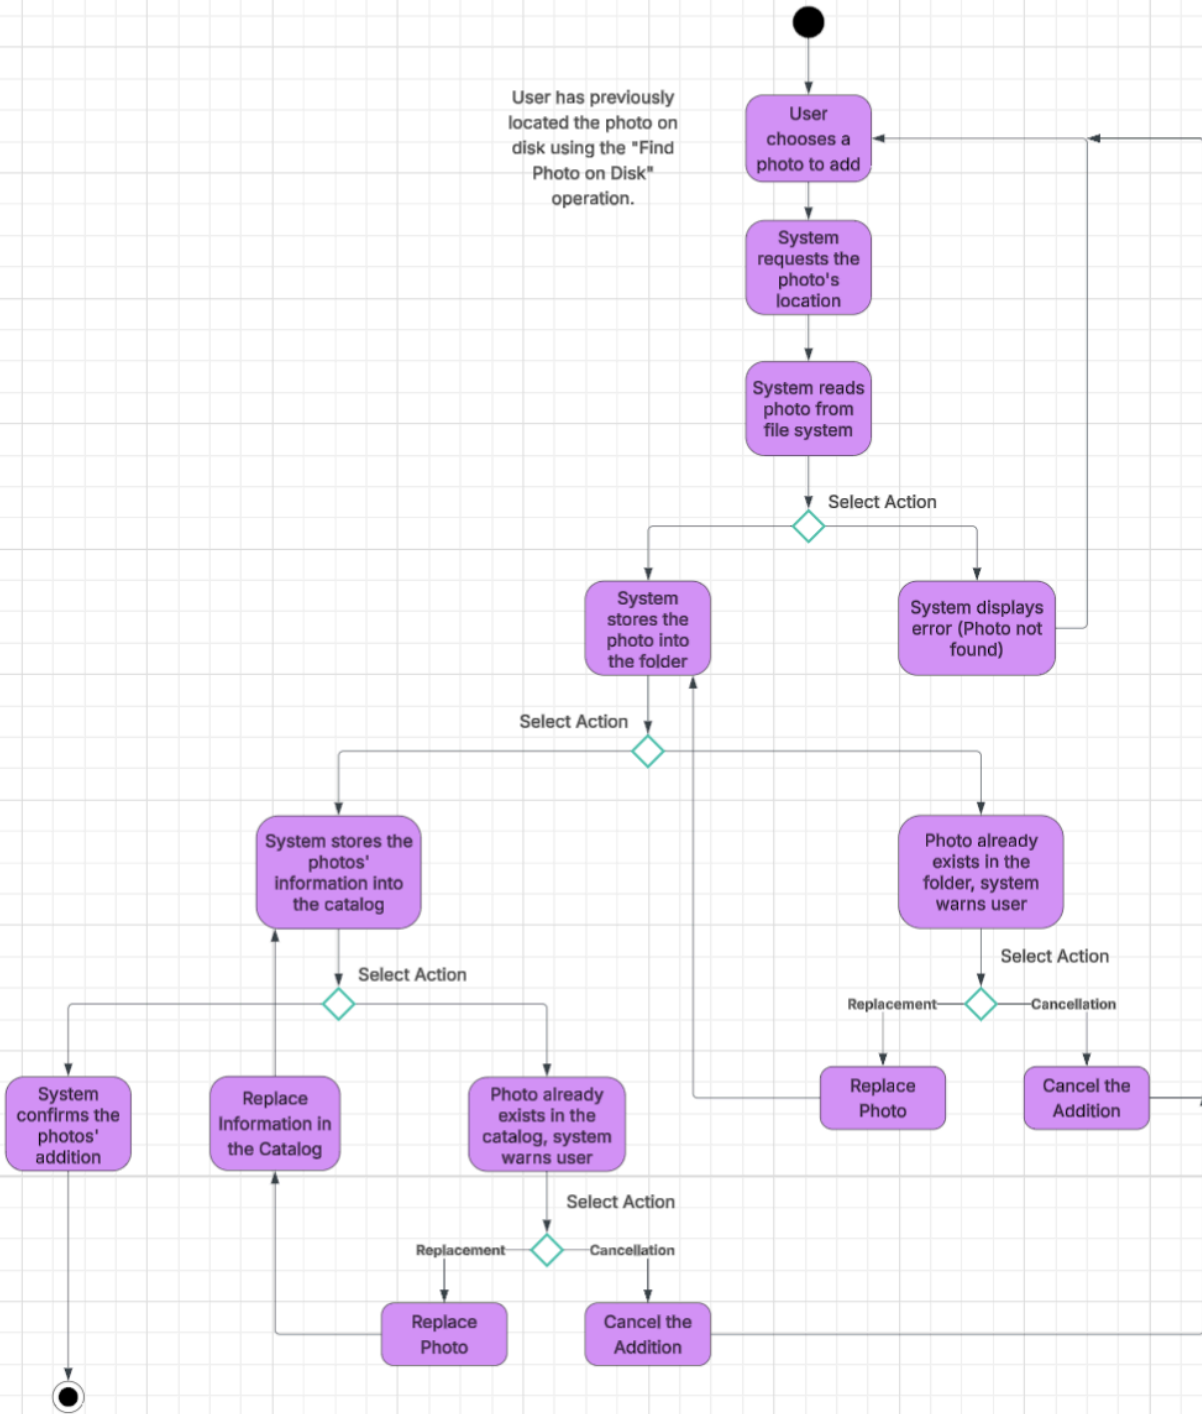 User has previously
located the photo on
disk using the "Find
Photo on Disk"
operation.
User
chooses a
photo to add
System
requests the
photo's
location
System reads
photo from
file system
Select Action
System
stores the
photo into
the folder
System displays
error (Photo not
found)
Select Action
System stores the
photos'
information into
the catalog
Photo already
exists in the
folder, system
warns user
Select Action
Select Action
Replacement
Cancellation
System
confirms the
photos'
addition
Replace
Information in
the Catalog
Photo already
exists in the
catalog, system
warns user
Replace
Photo
Cancel the
Addition
Select Action
Replacement
Cancellation
Replace
Photo
Cancel the
Addition